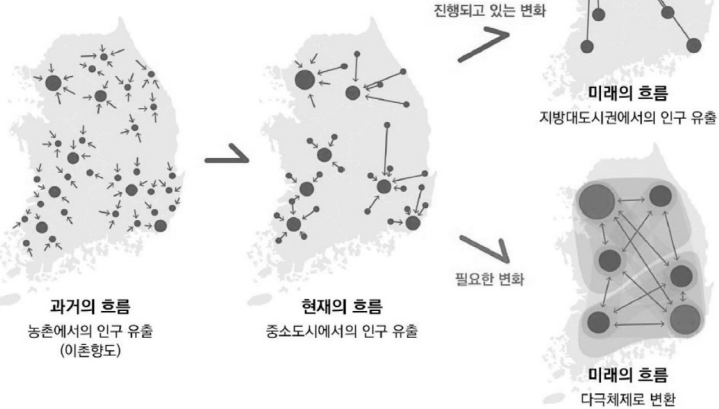 진행되고 있는 변화
미래의 흐름
지방대도시권에서의 인구 유출
필요한 변화
과거의 흐름
농촌에서의 인구 유출
(이촌향도)
현재의 흐름
중소도시에서의 인구 유출
미래의 흐름
다극체제로 변환